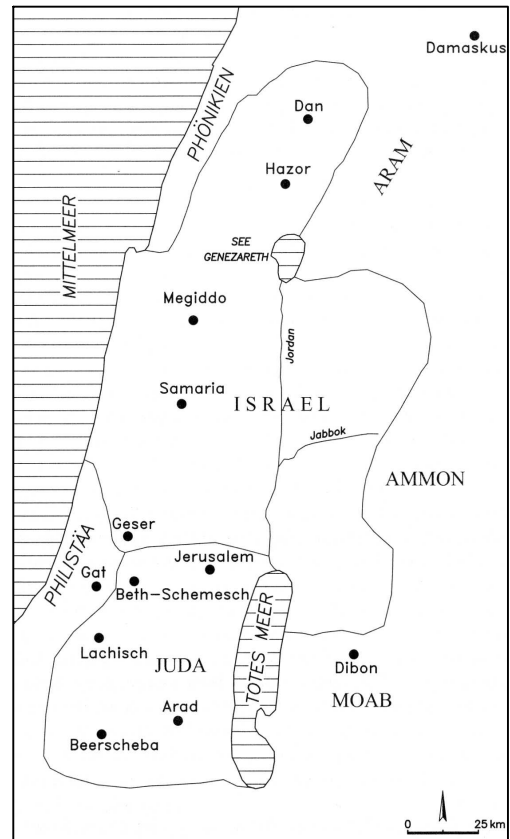 Damaskus
PHÖNIKIEN
Dan
ARAM
Hazor
MITTELMEER
SEE
GENEZARETH
Megiddo
Jordan
Samaria
ISRAEL
Jabbok
AMMON
Geser
PHILISTÄA
Jerusalem
Gat
Beth-Schemesch
Lachisch
JUDA
TOTES MEER
Dibon
MOAB
Arad
Beerscheba
0 25 km